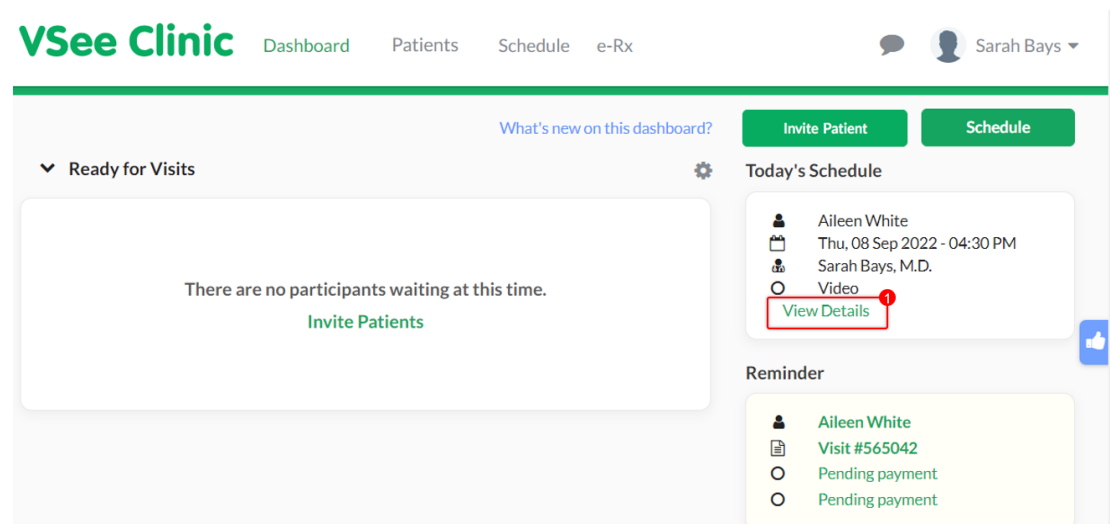 VSee Clinic Dashboard Patients Schedule e-Rx Sarah Bays
What's new on this dashboard? Invite Patient Schedule
Ready for Visits
There are no participants waiting at this time.
Invite Patients
Today's Schedule
Aileen White
Thu, 08 Sep 2022 - 04:30 PM
Sarah Bays, M.D.
Video
1
View Details
Reminder
Aileen White
Visit #565042
Pending payment
Pending payment